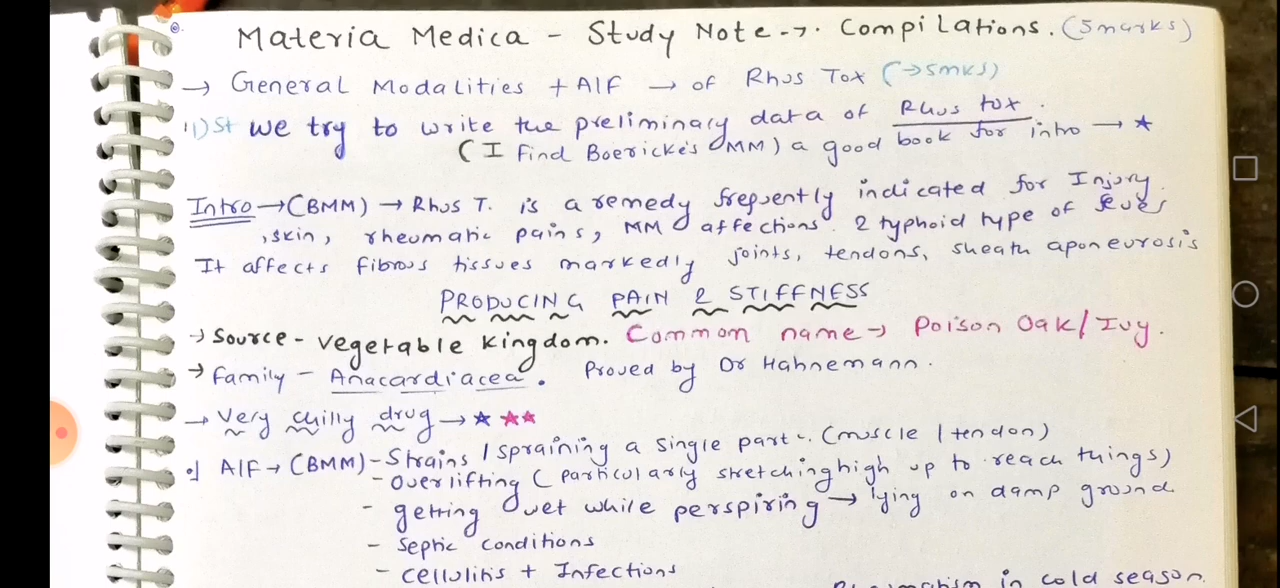 Materia Medica - Study Note → Compilations. (5 marks)
→ General Modalities + A/F → of Rhus Tox (→ 5mks)
1) St we try to write the preliminary data of Rhus tox.
(I Find Boericke's MM) a good book for intro → ★
Intro → (BMM) → Rhus T. is a remedy frequently indicated for Injury
, skin, rheumatic pains, MM affections & typhoid type of fever
It affects fibrous tissues markedly joints, tendons, sheath aponeurosis
PRODUCING PAIN & STIFFNESS
→ Source - vegetable kingdom. Common name → Poison Oak/Ivy.
→ Family - Anacardiacea. Proved by Dr Hahnemann.
→ Very chilly drug → ★ ★★
A/F → (BMM) - Strains / spraining a single part. (muscle / tendon)
- Overlifting (particularly stretching high up to reach things)
- getting wet while perspiring → lying on damp ground
- Septic conditions
- cellulitis + Infections
in cold season